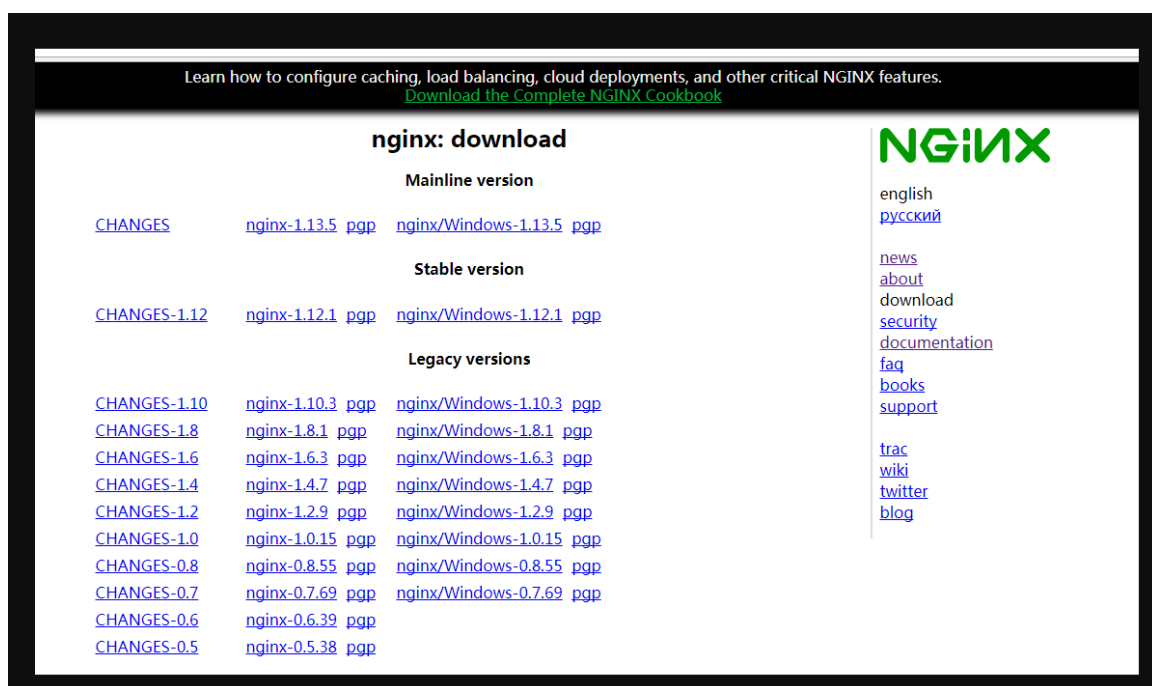 Learn how to configure caching, load balancing, cloud deployments, and other critical NGINX features.
Download the Complete NGINX Cookbook
nginx: download
Mainline version
CHANGES nginx-1.13.5 pgp nginx/Windows-1.13.5 pgp
Stable version
CHANGES-1.12 nginx-1.12.1 pgp nginx/Windows-1.12.1 pgp
Legacy versions
CHANGES-1.10 nginx-1.10.3 pgp nginx/Windows-1.10.3 pgp
CHANGES-1.8 nginx-1.8.1 pgp nginx/Windows-1.8.1 pgp
CHANGES-1.6 nginx-1.6.3 pgp nginx/Windows-1.6.3 pgp
CHANGES-1.4 nginx-1.4.7 pgp nginx/Windows-1.4.7 pgp
CHANGES-1.2 nginx-1.2.9 pgp nginx/Windows-1.2.9 pgp
CHANGES-1.0 nginx-1.0.15 pgp nginx/Windows-1.0.15 pgp
CHANGES-0.8 nginx-0.8.55 pgp nginx/Windows-0.8.55 pgp
CHANGES-0.7 nginx-0.7.69 pgp nginx/Windows-0.7.69 pgp
CHANGES-0.6 nginx-0.6.39 pgp
CHANGES-0.5 nginx-0.5.38 pgp
NGiNX
english
русский
news
about
download
security
documentation
faq
books
support
trac
wiki
twitter
blog